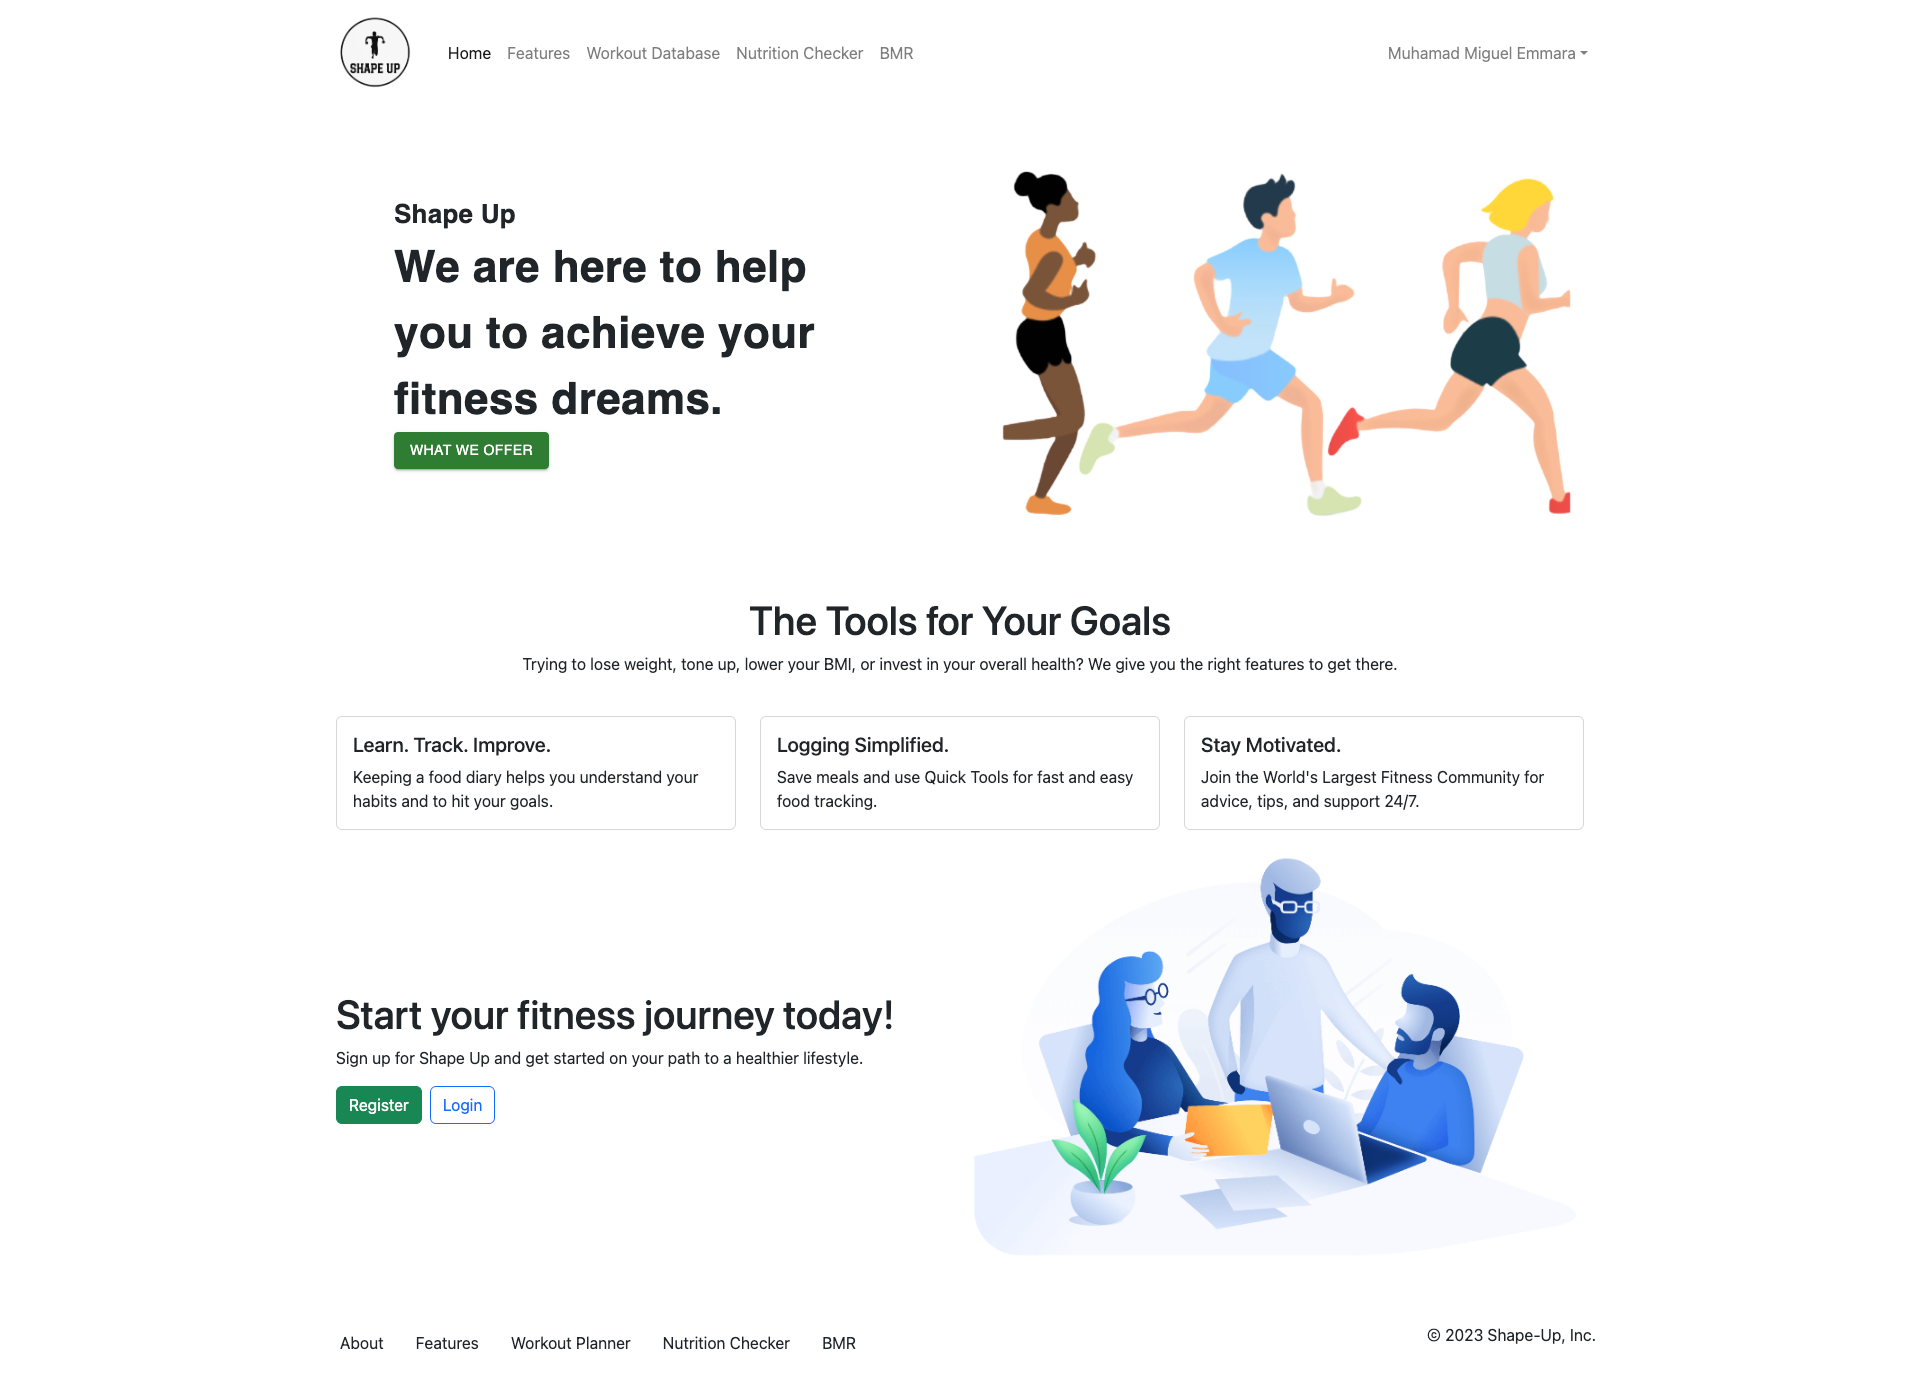 SHAPE UP
Home Features Workout Database Nutrition Checker BMR Muhamad Miguel Emmara
Shape Up
We are here to help
you to achieve your
fitness dreams.
WHAT WE OFFER
The Tools for Your Goals
Trying to lose weight, tone up, lower your BMI, or invest in your overall health? We give you the right features to get there.
Learn. Track. Improve.
Keeping a food diary helps you understand your
habits and to hit your goals.
Logging Simplified.
Save meals and use Quick Tools for fast and easy
food tracking.
Stay Motivated.
Join the World's Largest Fitness Community for
advice, tips, and support 24/7.
Start your fitness journey today!
Sign up for Shape Up and get started on your path to a healthier lifestyle.
Register Login
About Features Workout Planner Nutrition Checker BMR
© 2023 Shape-Up, Inc.